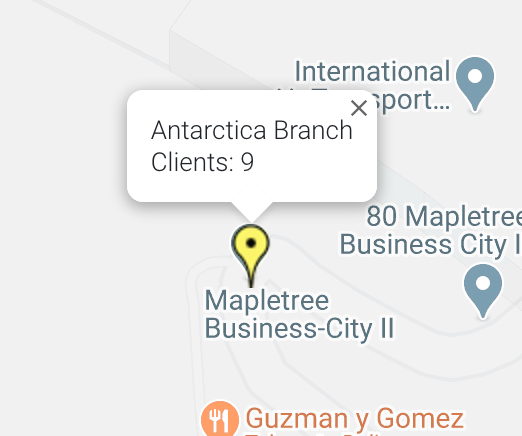 International
Antarctica Branch
Clients: 9
80 Mapletree
Business City
Mapletree
Business-City II
Guzman y Gomez